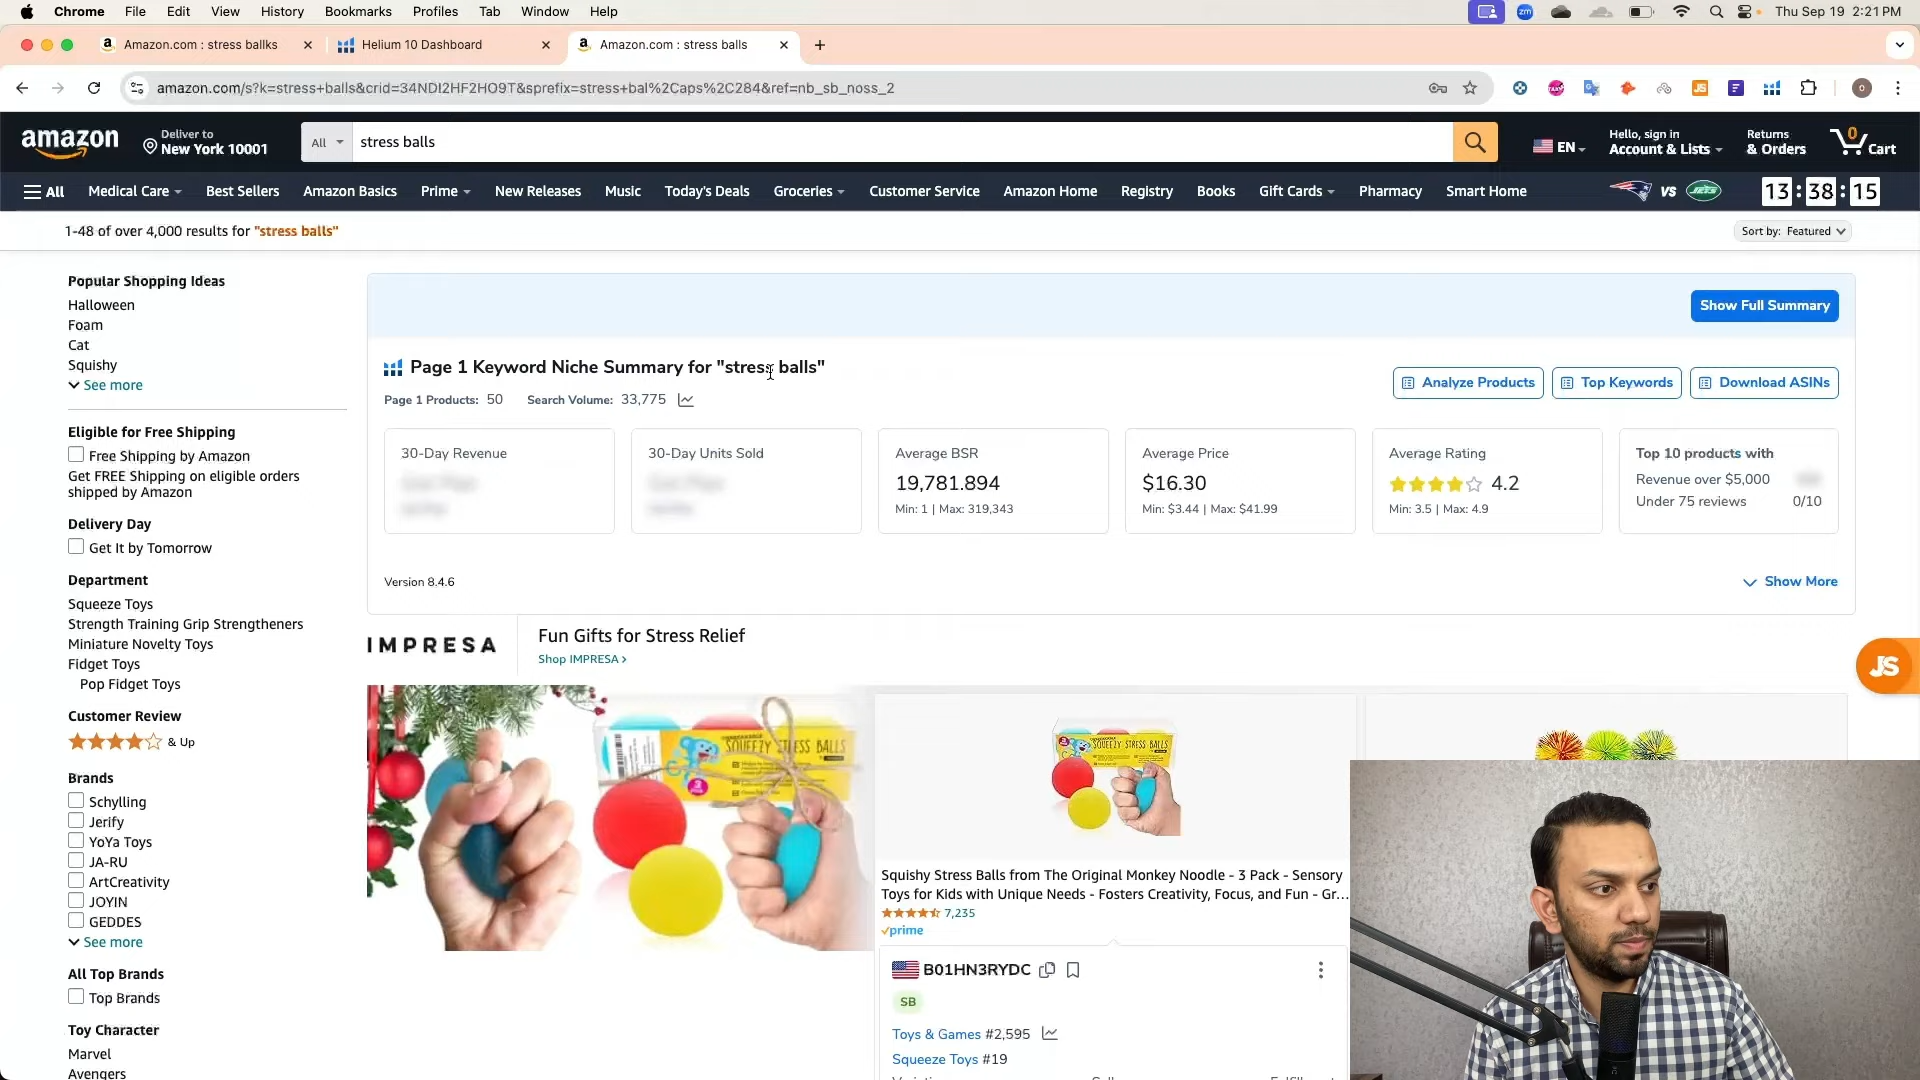 Chrome File Edit View History Bookmarks Profiles Tab Window Help
zm
Thu Sep 19 2:21 PM
Amazon.com : stress ballks
Helium 10 Dashboard
Amazon.com : stress balls
amazon.com/s?k=stress+balls&crid=34NDI2HF2HO9T&sprefix=stress+bal%2Caps%2C284&ref=nb_sb_noss_2
JS
amazon
Deliver to
New York 10001
All
stress balls
EN
Hello, sign in
Account & Lists
Returns
& Orders
0
Cart
All Medical Care Best Sellers Amazon Basics Prime New Releases Music Today's Deals Groceries Customer Service Amazon Home Registry Books Gift Cards Pharmacy Smart Home
VS
JETS
13 : 38 : 15
1-48 of over 4,000 results for "stress balls"
Sort by: Featured
Popular Shopping Ideas
Halloween
Foam
Cat
Squishy
See more
Eligible for Free Shipping
Free Shipping by Amazon
Get FREE Shipping on eligible orders
shipped by Amazon
Delivery Day
Get It by Tomorrow
Department
Squeeze Toys
Strength Training Grip Strengtheners
Miniature Novelty Toys
Fidget Toys
Pop Fidget Toys
Customer Review
& Up
Brands
Schylling
Jerify
YoYa Toys
JA-RU
ArtCreativity
JOYIN
GEDDES
See more
All Top Brands
Top Brands
Toy Character
Marvel
Avengers
Show Full Summary
Page 1 Keyword Niche Summary for "stress balls"
Page 1 Products: 50 Search Volume: 33,775
Analyze Products
Top Keywords
Download ASINs
30-Day Revenue
30-Day Units Sold
Average BSR
19,781.894
Min: 1 | Max: 319,343
Average Price
$16.30
Min: $3.44 | Max: $41.99
Average Rating
4.2
Min: 3.5 | Max: 4.9
Top 10 products with
Revenue over $5,000
Under 75 reviews 0/10
Version 8.4.6
Show More
IMPRESA
Fun Gifts for Stress Relief
Shop IMPRESA ›
JS
SQUEEZY STRESS BALLS
SQUEEZY STRESS BALLS
Squishy Stress Balls from The Original Monkey Noodle - 3 Pack - Sensory
Toys for Kids with Unique Needs - Fosters Creativity, Focus, and Fun - Gr...
7,235
prime
B01HN3RYDC
SB
Toys & Games #2,595
Squeeze Toys #19